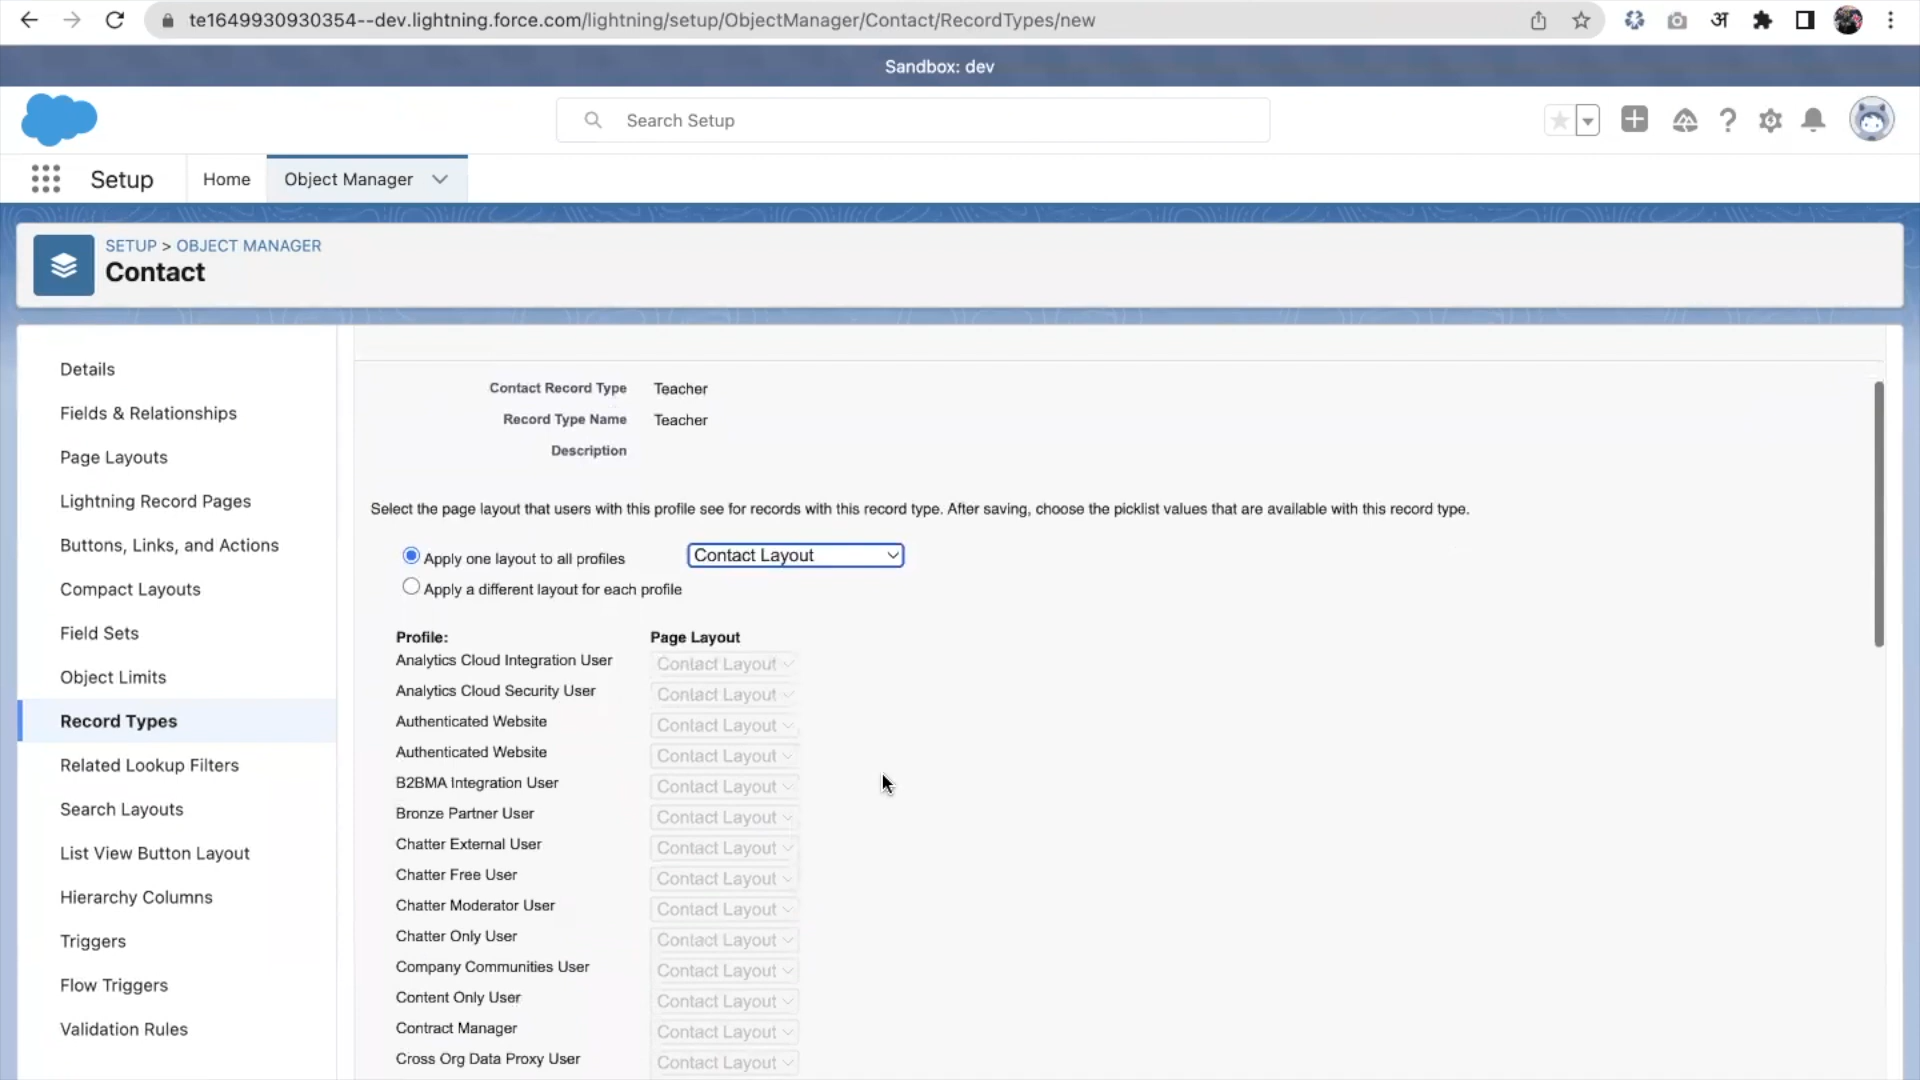 te1649930930354--dev.lightning.force.com/lightning/setup/ObjectManager/Contact/RecordTypes/new
अ
Sandbox: dev
Search Setup
Setup
Home
Object Manager
SETUP > OBJECT MANAGER
Contact
Details
Fields & Relationships
Page Layouts
Lightning Record Pages
Buttons, Links, and Actions
Compact Layouts
Field Sets
Object Limits
Record Types
Related Lookup Filters
Search Layouts
List View Button Layout
Hierarchy Columns
Triggers
Flow Triggers
Validation Rules
Contact Record Type Teacher
Record Type Name Teacher
Description
Select the page layout that users with this profile see for records with this record type. After saving, choose the picklist values that are available with this record type.
Apply one layout to all profiles Contact Layout
Apply a different layout for each profile
Profile: Page Layout
Analytics Cloud Integration User Contact Layout
Analytics Cloud Security User Contact Layout
Authenticated Website Contact Layout
Authenticated Website Contact Layout
B2BMA Integration User Contact Layout
Bronze Partner User Contact Layout
Chatter External User Contact Layout
Chatter Free User Contact Layout
Chatter Moderator User Contact Layout
Chatter Only User Contact Layout
Company Communities User Contact Layout
Content Only User Contact Layout
Contract Manager Contact Layout
Cross Org Data Proxy User Contact Layout